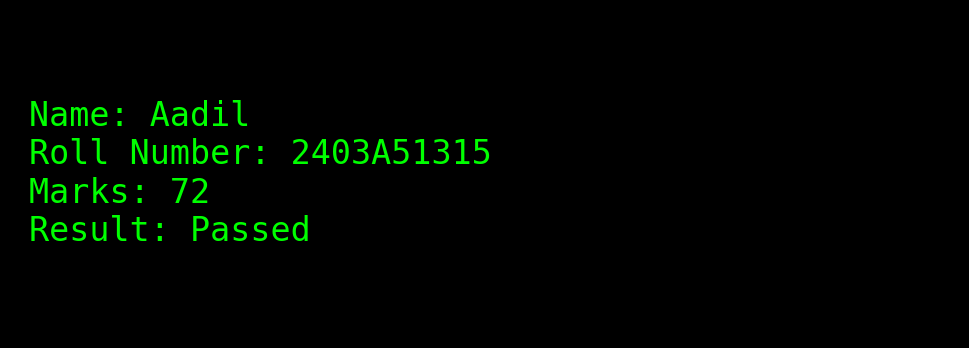 Name: Aadil
Roll Number: 2403A51315
Marks: 72
Result: Passed